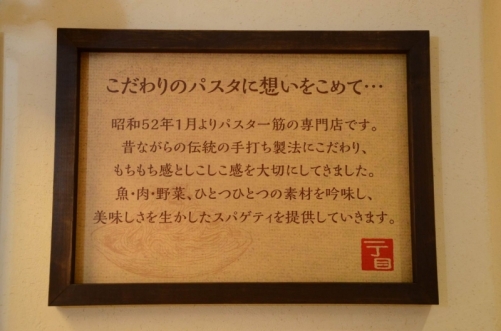 こだわりのパスタに想いをこめて…
昭和52年1月よりパスタ一筋の専門店です。
昔ながらの伝統の手打ち製法にこだわり、
もちもち感としこしこ感を大切にしてきました。
魚・肉・野菜、ひとつひとつの素材を吟味し、
美味しさを生かしたスパゲティを提供していきます。
一丁目